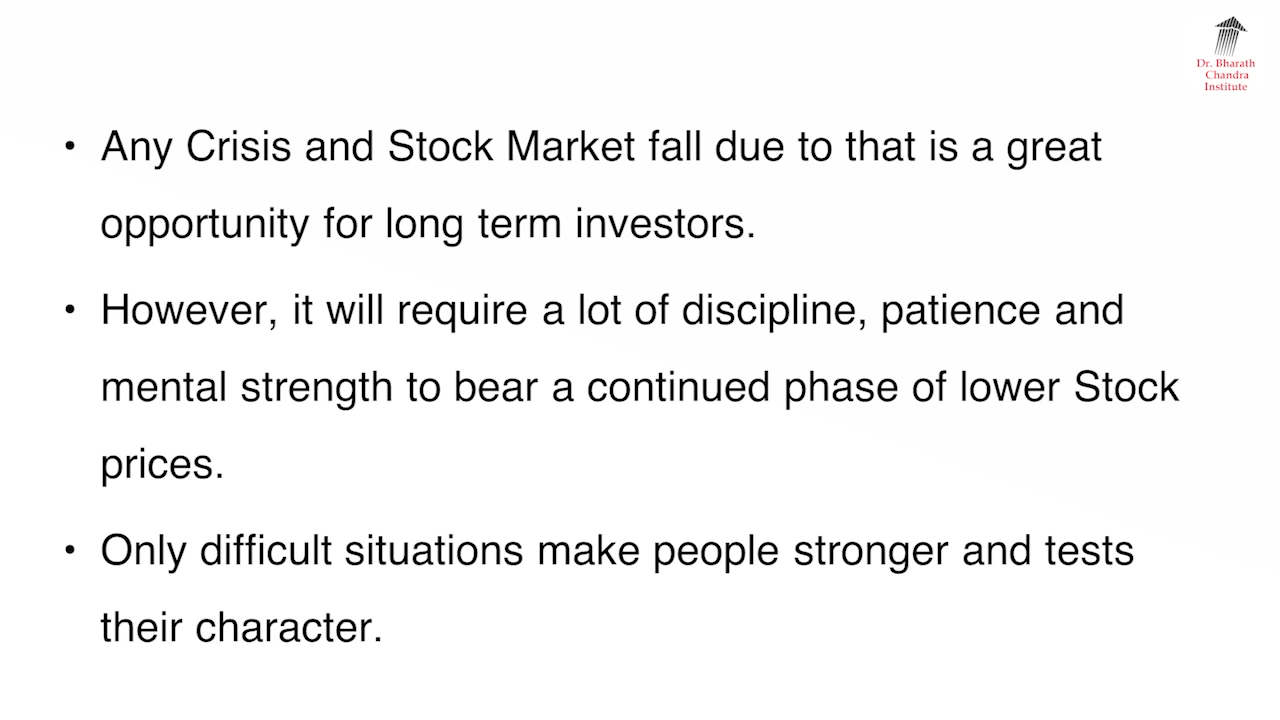 Dr. Bharath
Chandra
Institute
• Any Crisis and Stock Market fall due to that is a great
opportunity for long term investors.
• However, it will require a lot of discipline, patience and
mental strength to bear a continued phase of lower Stock
prices.
• Only difficult situations make people stronger and tests
their character.